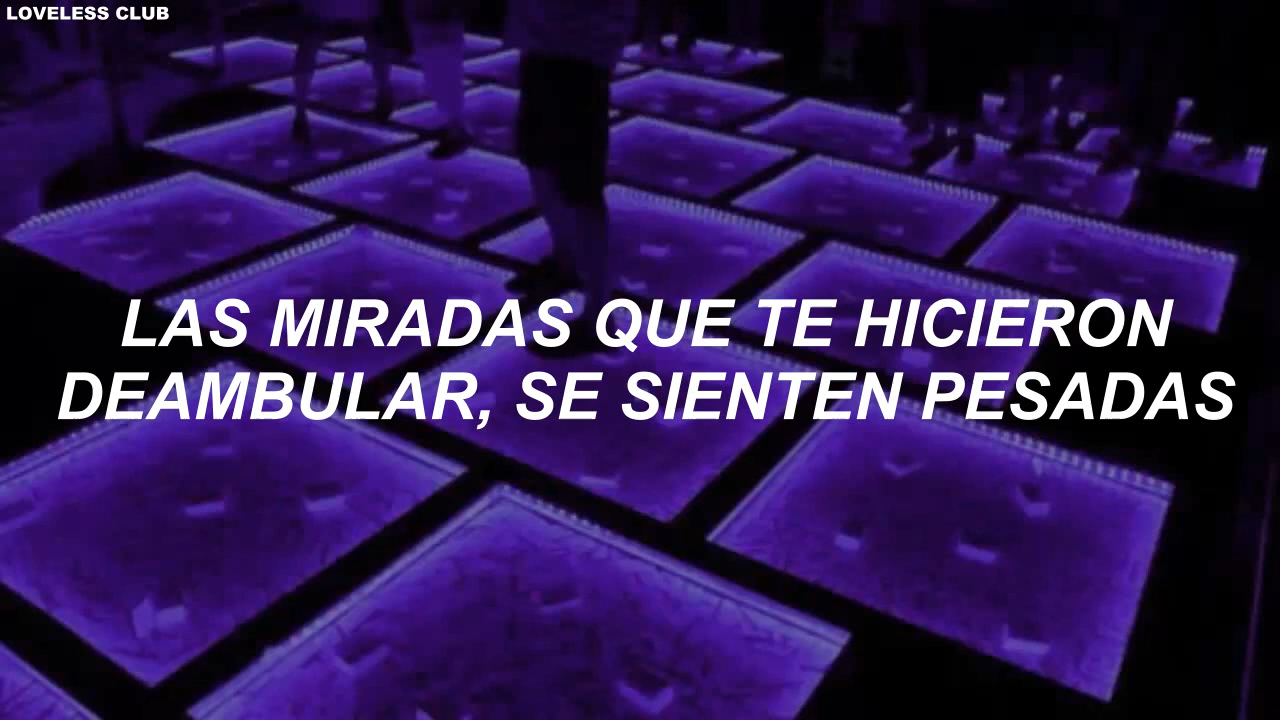 LOVELESS CLUB
LAS MIRADAS QUE TE HICIERON
DEAMBULAR, SE SIENTEN PESADAS